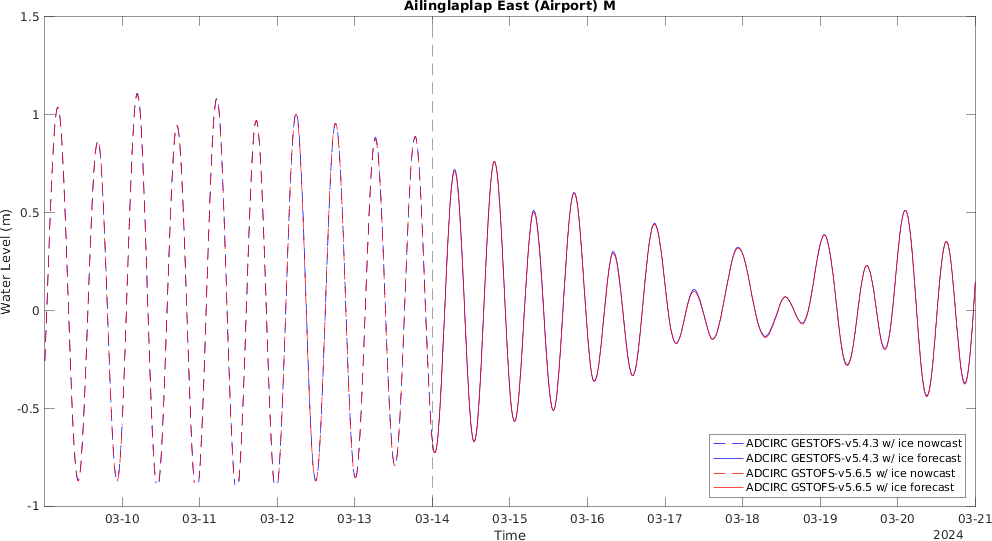 Ailinglaplap East (Airport) M
Water Level (m)
1.5
1
0.5
0
-0.5
-1
ADCIRC GESTOFS-v5.4.3 w/ ice nowcast
ADCIRC GESTOFS-v5.4.3 w/ ice forecast
ADCIRC GSTOFS-v5.6.5 w/ ice nowcast
ADCIRC GSTOFS-v5.6.5 w/ ice forecast
03-10 03-11 03-12 03-13 03-14 03-15 03-16 03-17 03-18 03-19 03-20 03-21
Time
2024